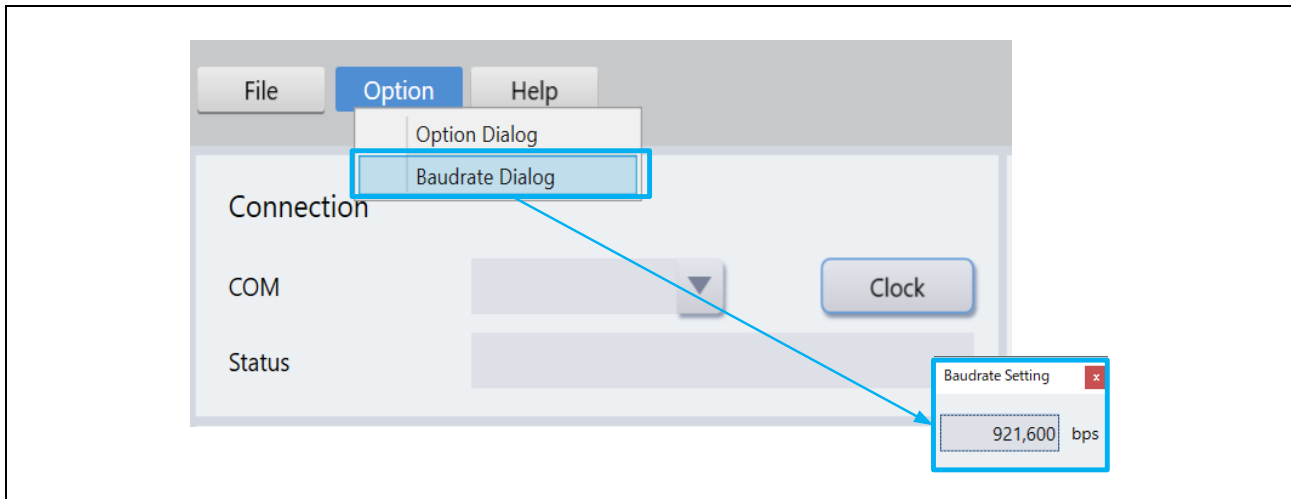 File Option Help
Option Dialog
Baudrate Dialog
Connection
COM Clock
Status
Baudrate Setting x
921,600 bps